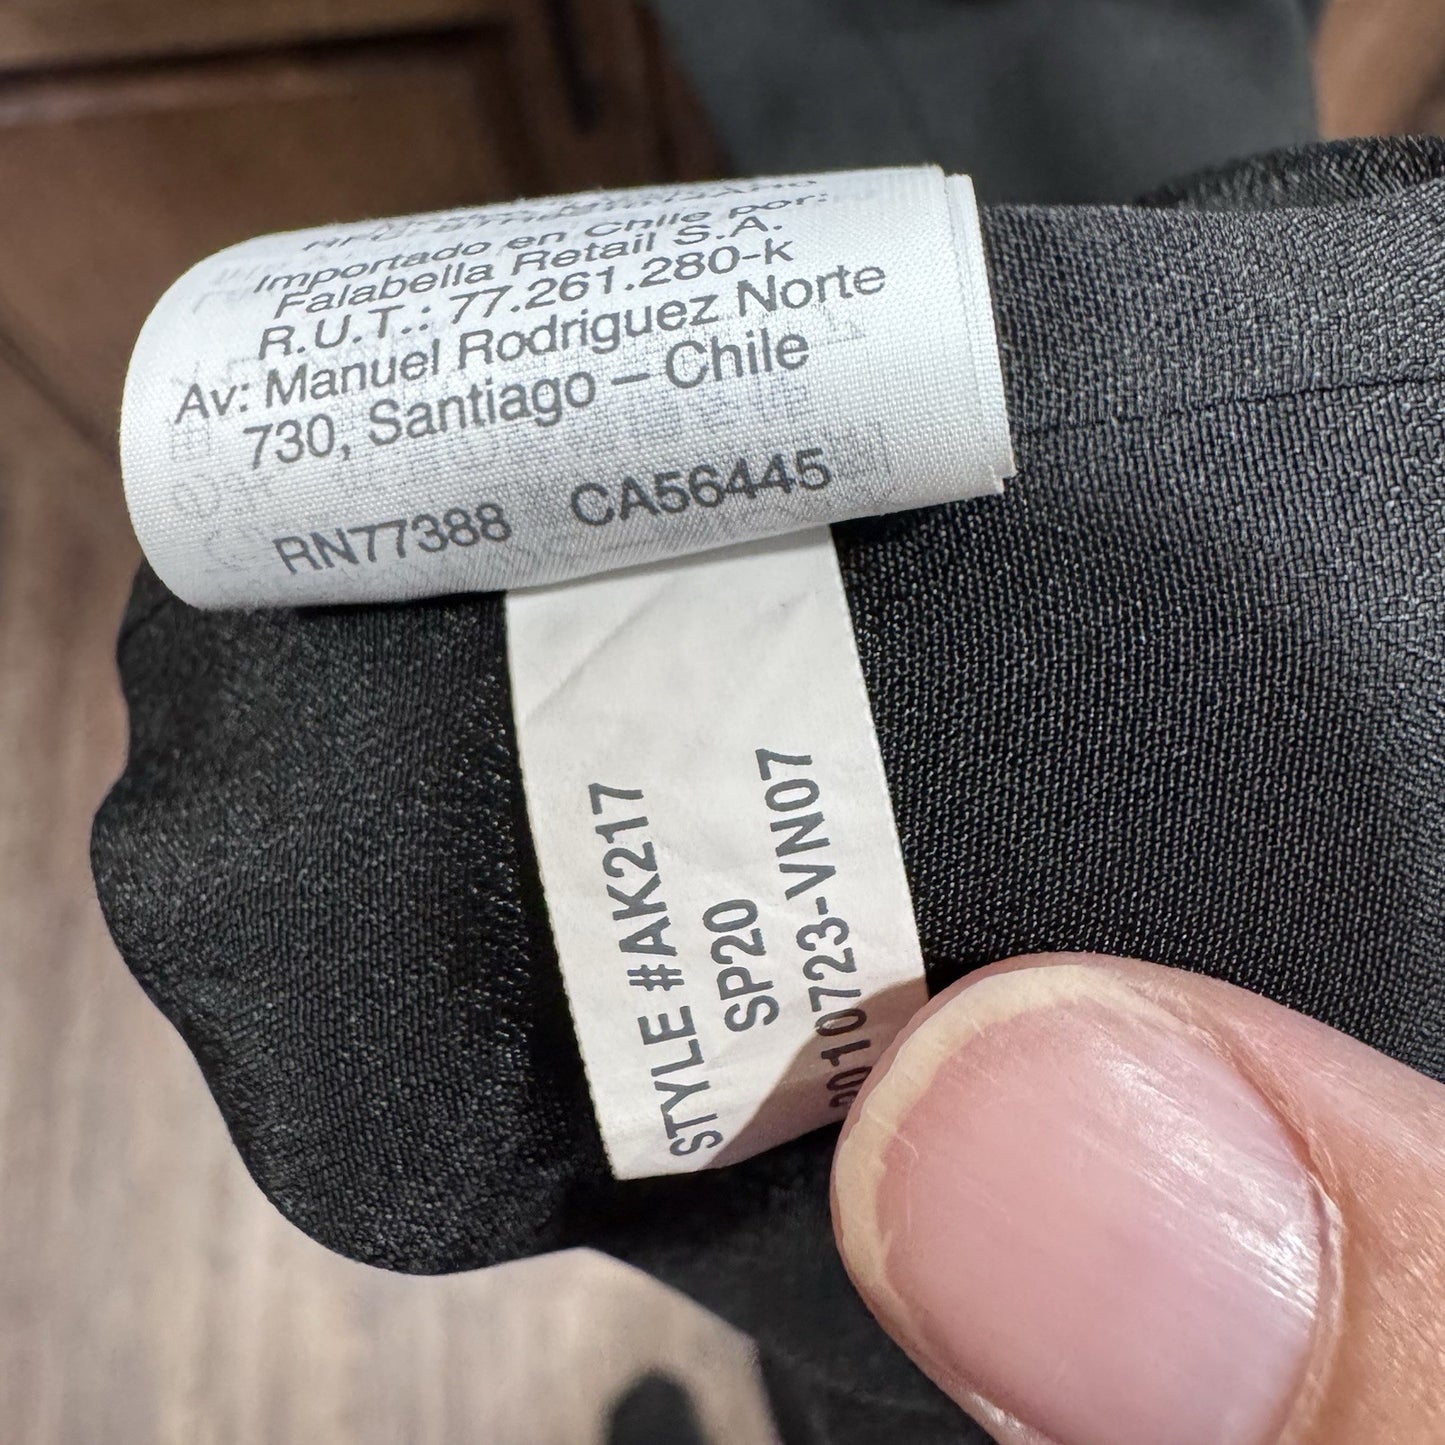 Importado en Chile por:
Falabella Retail S.A.
R.U.T.: 77.261.280-k
Av: Manuel Rodriguez Norte
730, Santiago – Chile
RN77388 CA56445
STYLE #AK217
SP20
2010723-VN07